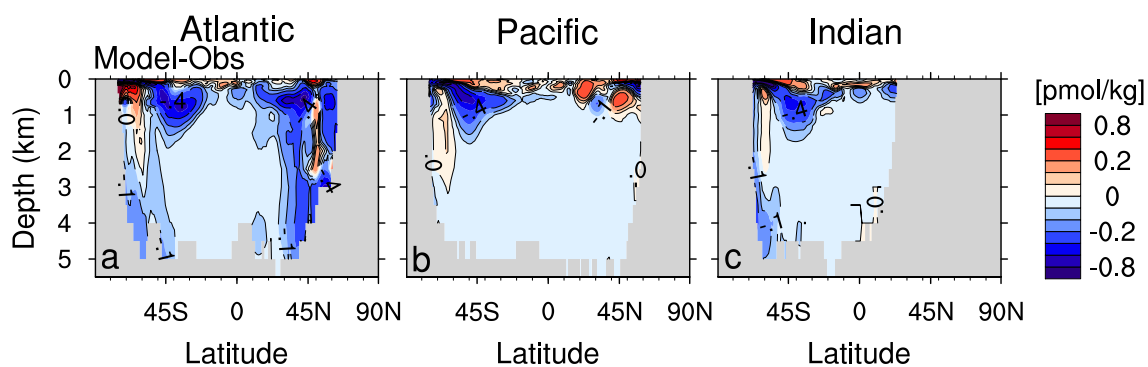 Atlantic Pacific Indian
Model-Obs
[pmol/kg]
0
1
2
3
4
5
Depth (km)
a
b
c
0.8
0.2
0
-0.2
-0.8
45S 0 45N 90N
45S 0 45N 90N
45S 0 45N 90N
Latitude Latitude Latitude